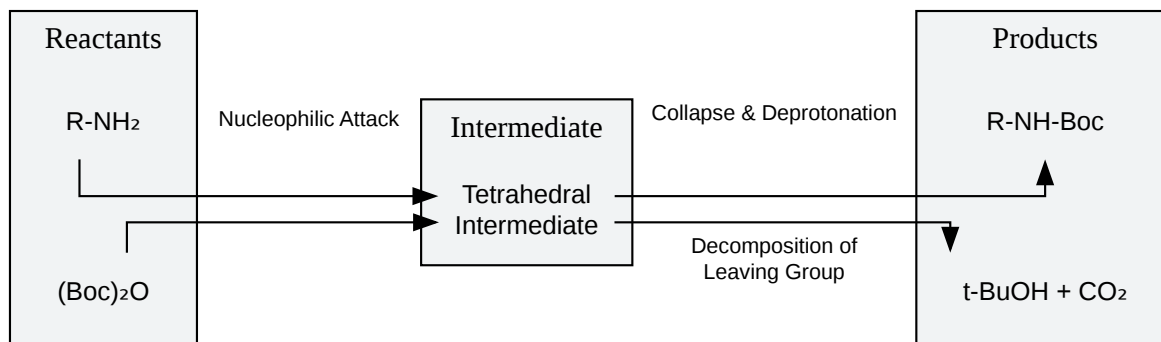 Reactants
R-NH₂
(Boc)₂O
Nucleophilic Attack
Intermediate
Tetrahedral
Intermediate
Collapse & Deprotonation
Decomposition of
Leaving Group
Products
R-NH-Boc
t-BuOH + CO₂